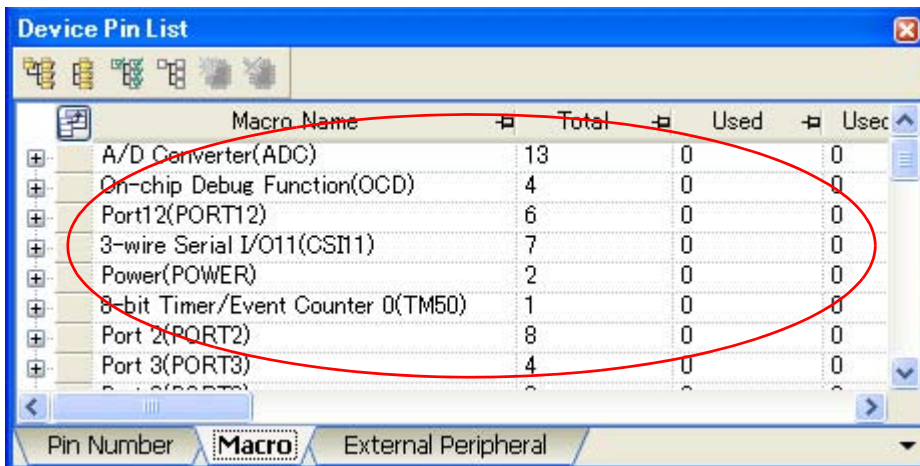 Device Pin List
Macro Name Total Used Used
A/D Converter(ADC) 13 0 0
On-chip Debug Function(OCD) 4 0 0
Port12(PORT12) 6 0 0
3-wire Serial I/O11(CSI11) 7 0 0
Power(POWER) 2 0 0
8-bit Timer/Event Counter 0(TM50) 1 0 0
Port 2(PORT2) 8 0 0
Port 3(PORT3) 4 0 0
Pin Number Macro External Peripheral